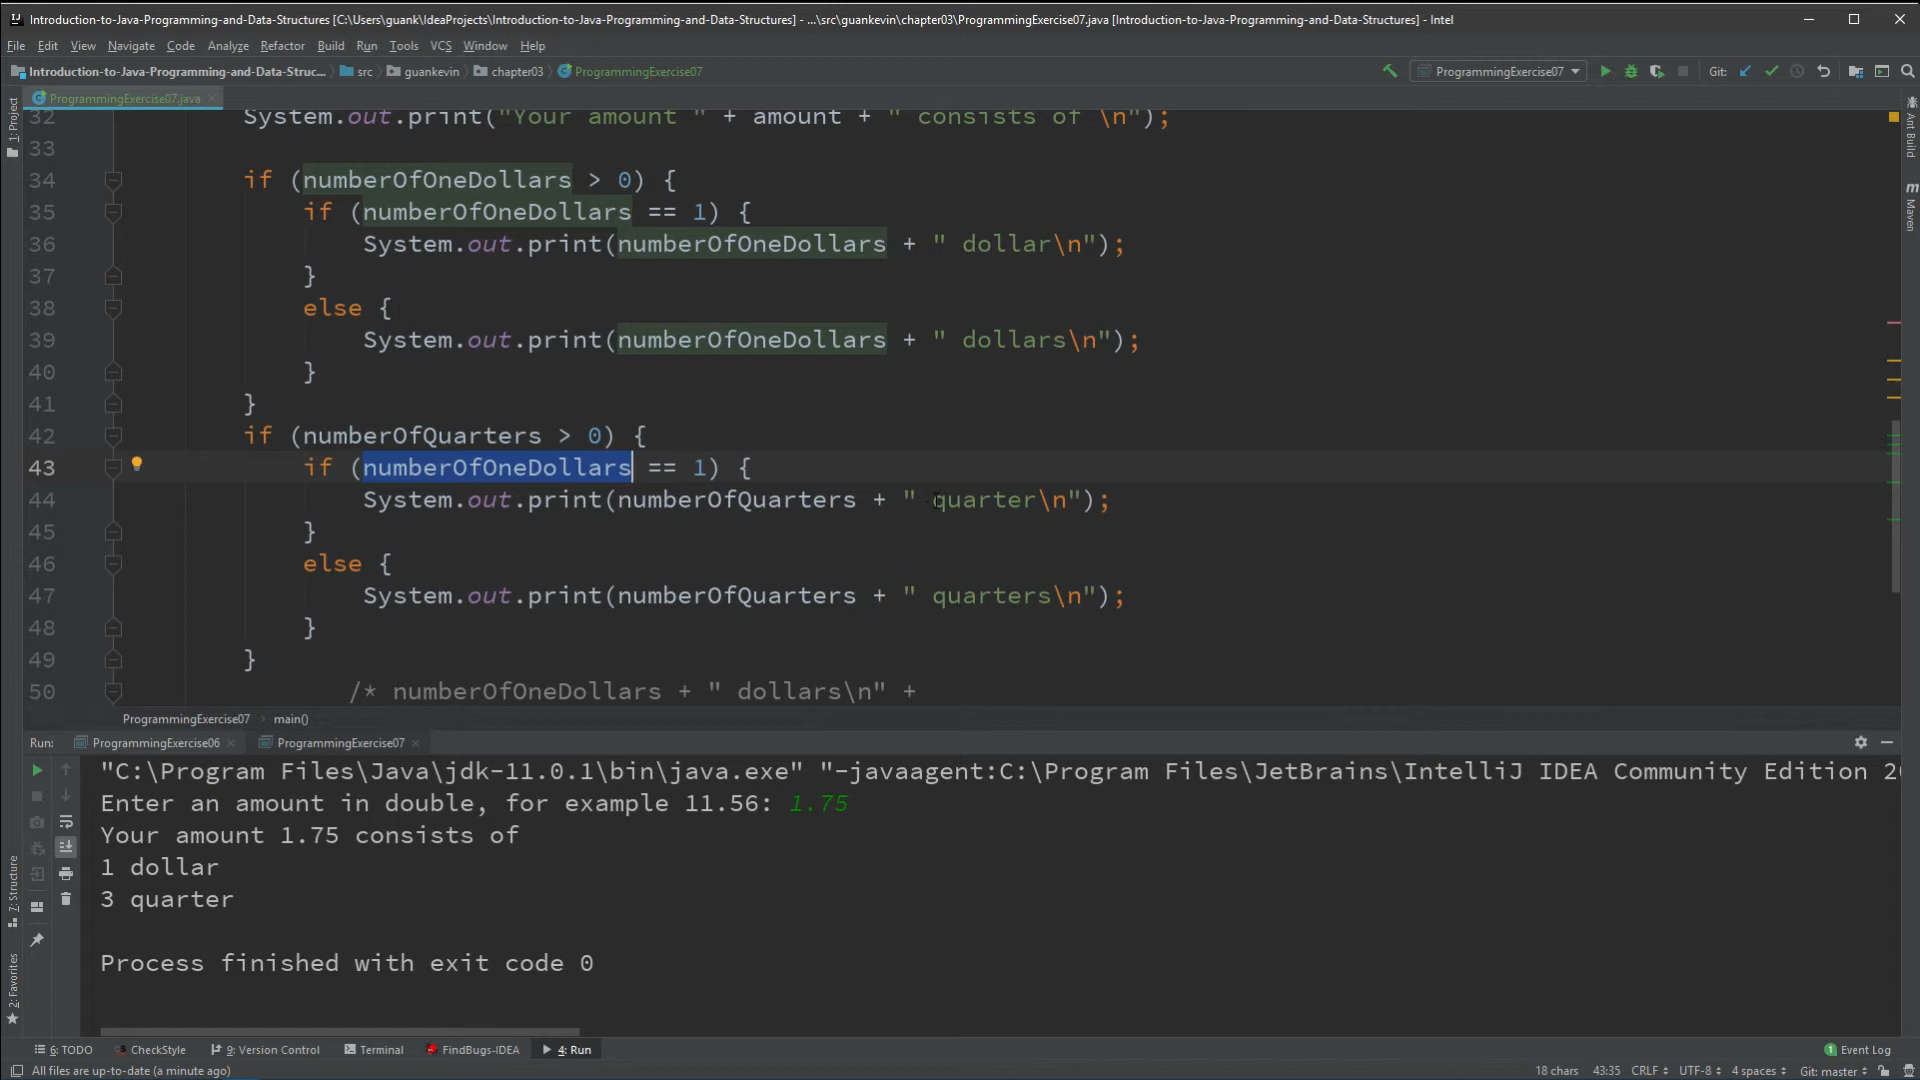 Introduction-to-Java-Programming-and-Data-Structures [C:\Users\guank\IdeaProjects\Introduction-to-Java-Programming-and-Data-Structures] - ...\src\guankevin\chapter03\ProgrammingExercise07.java [Introduction-to-Java-Programming-and-Data-Structures] - Intel
File Edit View Navigate Code Analyze Refactor Build Run Tools VCS Window Help
Introduction-to-Java-Programming-and-Data-Struc... src guankevin chapter03 ProgrammingExercise07 ProgrammingExercise07 Git:
ProgrammingExercise07.java
1: Project
Ant Build
Maven
32 System.out.print("Your amount " + amount + " consists of \n");
33
34 if (numberOfOneDollars > 0) {
35 if (numberOfOneDollars == 1) {
36 System.out.print(numberOfOneDollars + " dollar\n");
37 }
38 else {
39 System.out.print(numberOfOneDollars + " dollars\n");
40 }
41 }
42 if (numberOfQuarters > 0) {
43 if (numberOfOneDollars == 1) {
44 System.out.print(numberOfQuarters + " quarter\n");
45 }
46 else {
47 System.out.print(numberOfQuarters + " quarters\n");
48 }
49 }
50 /* numberOfOneDollars + " dollars\n" +
ProgrammingExercise07 main()
Run: ProgrammingExercise06 ProgrammingExercise07
"C:\Program Files\Java\jdk-11.0.1\bin\java.exe" "-javaagent:C:\Program Files\JetBrains\IntelliJ IDEA Community Edition 20
Enter an amount in double, for example 11.56: 1.75
Your amount 1.75 consists of
1 dollar
3 quarter
Process finished with exit code 0
7: Structure
2: Favorites
6: TODO CheckStyle 9: Version Control Terminal FindBugs-IDEA 4: Run 1 Event Log
All files are up-to-date (a minute ago) 18 chars 43:35 CRLF UTF-8 4 spaces Git: master